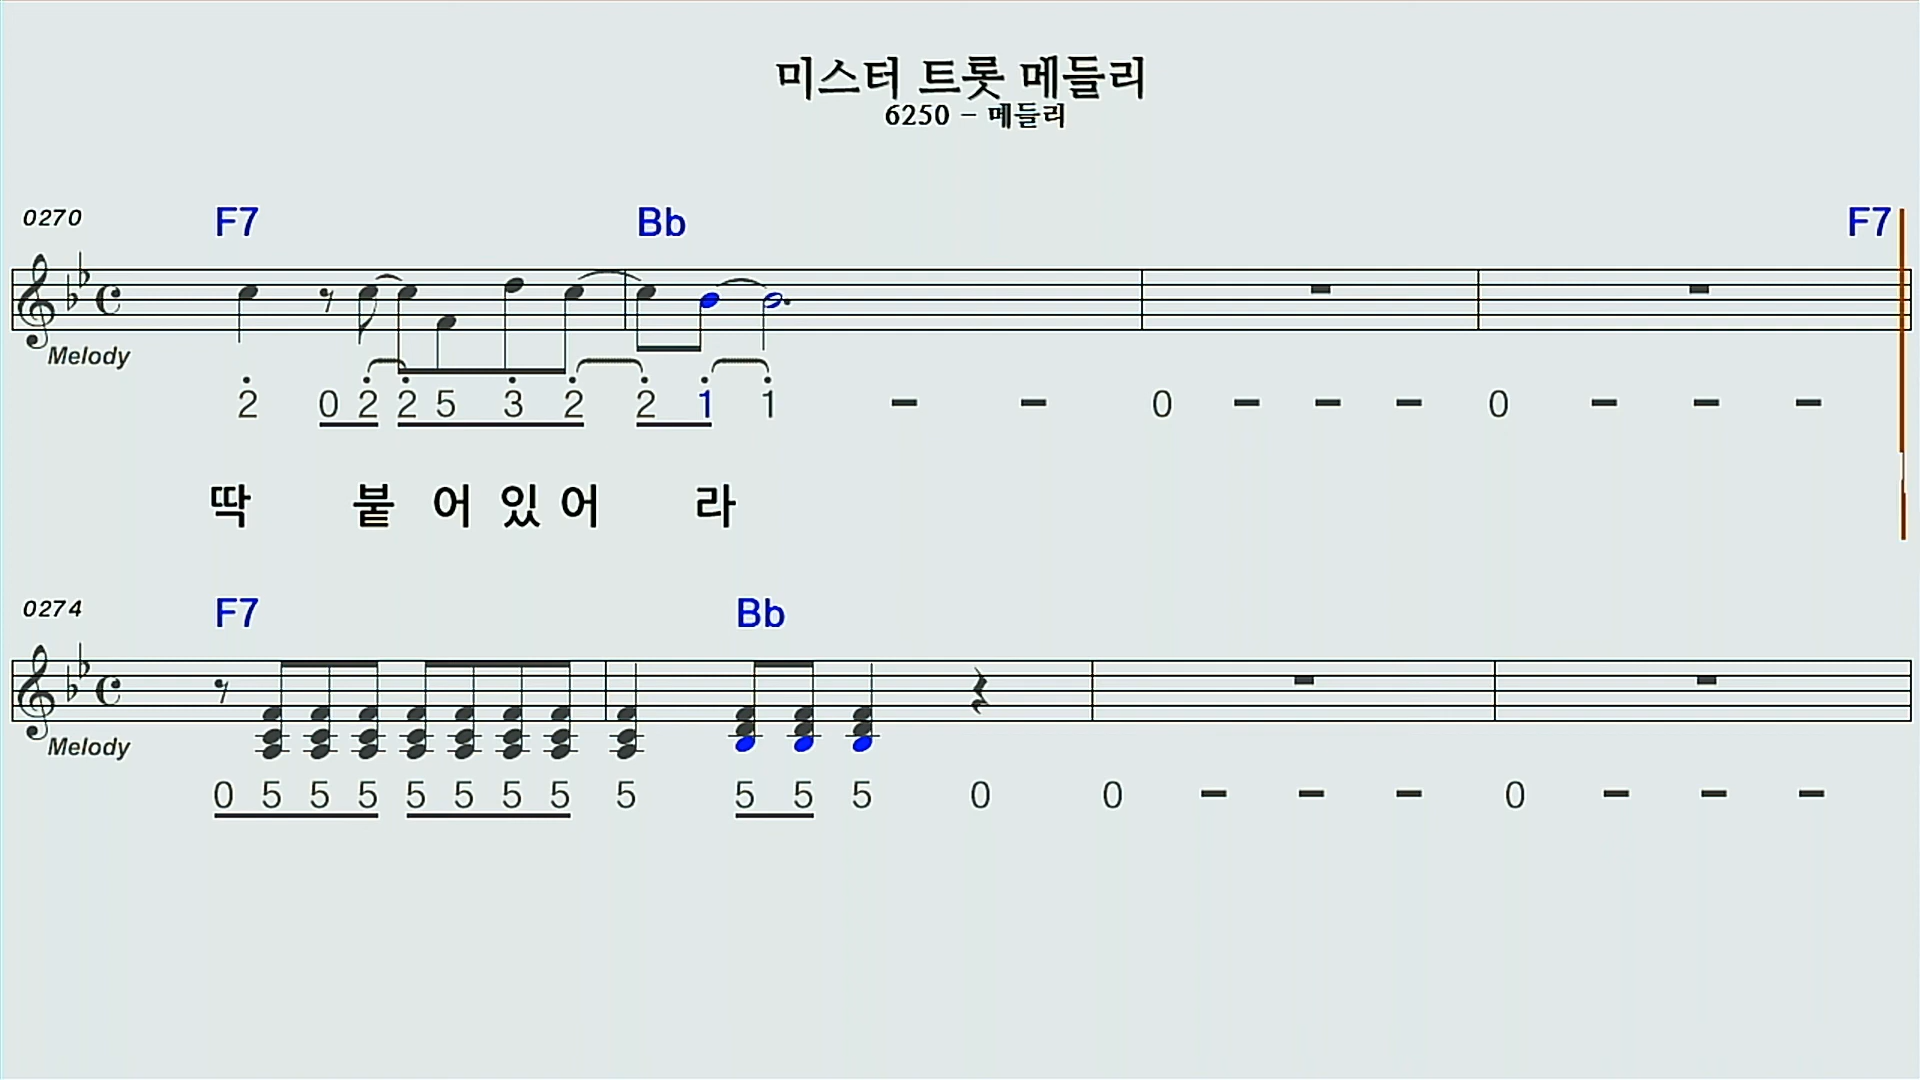 미스터 트롯 메들리
6250 - 메들리
0270 F7 Bb F7
Melody
2 0 2 2 5 3 2 2 1 1 - - 0 - - - 0 - - -
딱 붙 어 있 어 라
0274 F7 Bb
Melody
0 5 5 5 5 5 5 5 5 5 5 5 0 0 - - - 0 - - -